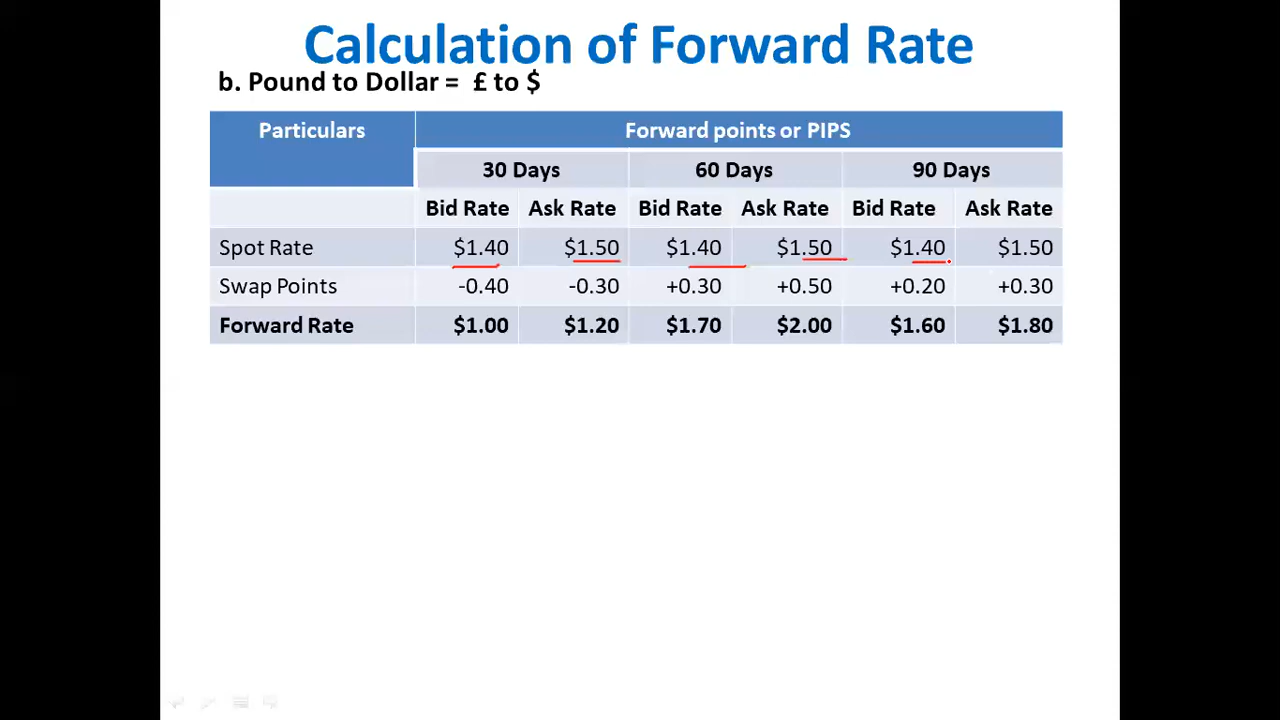 Calculation of Forward Rate
b. Pound to Dollar = £ to $
Particulars Forward points or PIPS
30 Days 60 Days 90 Days
Bid Rate Ask Rate Bid Rate Ask Rate Bid Rate Ask Rate
Spot Rate $1.40 $1.50 $1.40 $1.50 $1.40 $1.50
Swap Points -0.40 -0.30 +0.30 +0.50 +0.20 +0.30
Forward Rate $1.00 $1.20 $1.70 $2.00 $1.60 $1.80